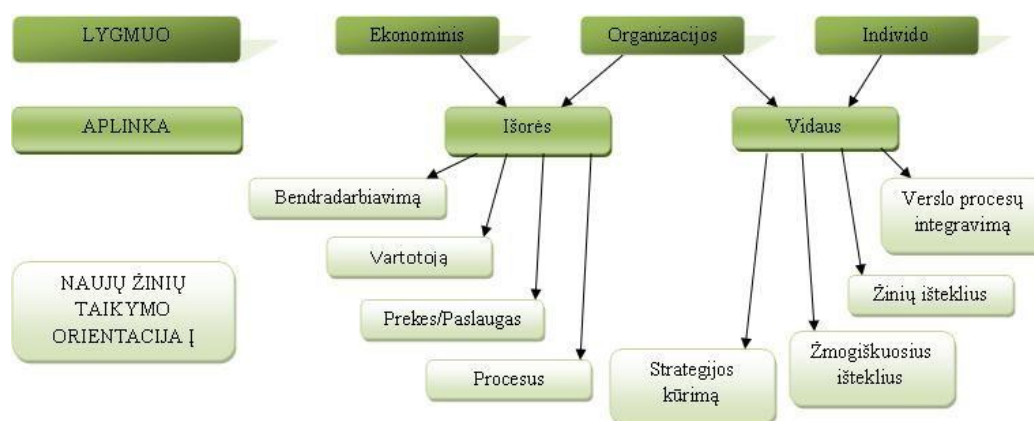 LYGMUO
Ekonominis
Organizacijos
Individo
APLINKA
Išorės
Vidaus
NAUJŲ ŽINIŲ
TAIKYMO
ORIENTACIJA Į
Bendradarbiavimą
Vartotoją
Prekes/Paslaugas
Procesus
Strategijos
kūrimą
Žmogiškuosius
išteklius
Žinių išteklius
Verslo procesų
integravimą